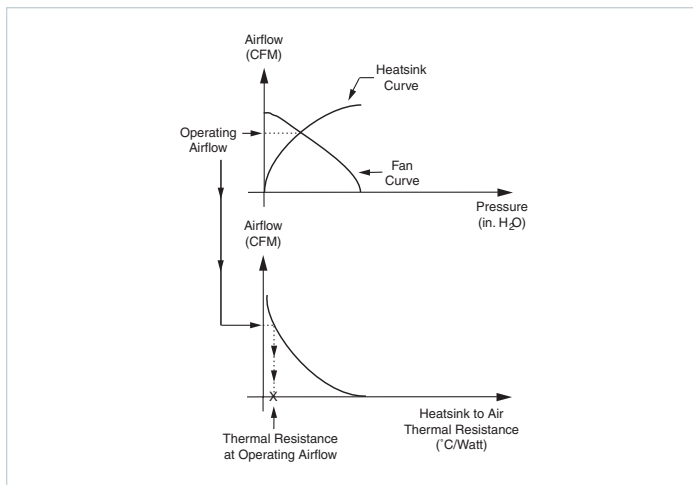 Airflow
(CFM)
Heatsink
Curve
Operating
Airflow
Fan
Curve
Pressure
(in. H2O)
Airflow
(CFM)
X
Heatsink to Air
Thermal Resistance
(˚C/Watt)
Thermal Resistance
at Operating Airflow